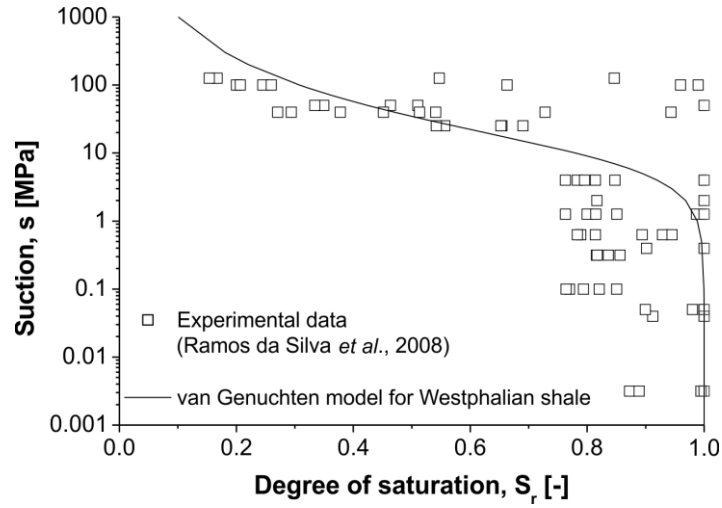 Suction, s [MPa]
1000
100
10
1
0.1
0.01
0.001
Experimental data
(Ramos da Silva et al., 2008)
van Genuchten model for Westphalian shale
0.0 0.2 0.4 0.6 0.8 1.0
Degree of saturation, Sr [-]